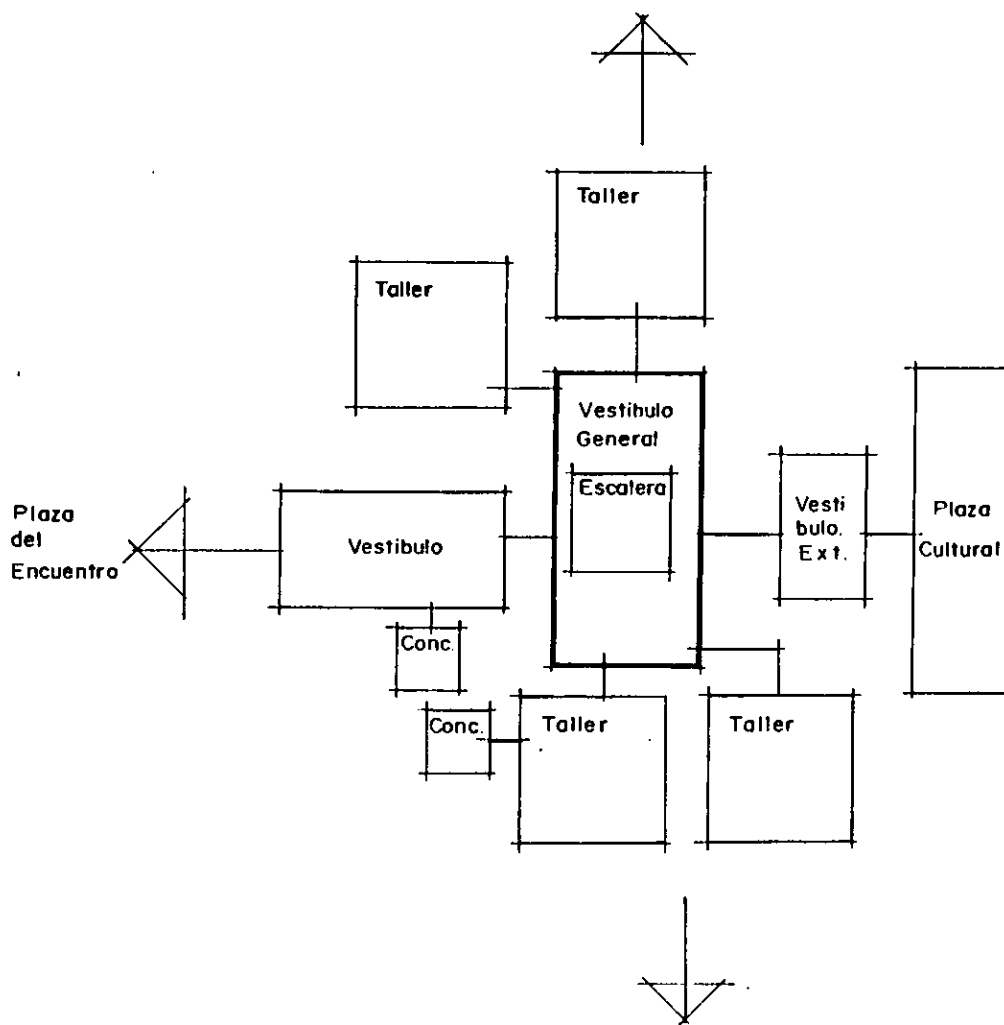 Taller
Taller
Vestibulo
General
Escalera
Plaza
del
Encuentro
Vestibulo
Vesti
bulo.
Ext.
Plaza
Cultural
Conc.
Conc.
Taller
Taller